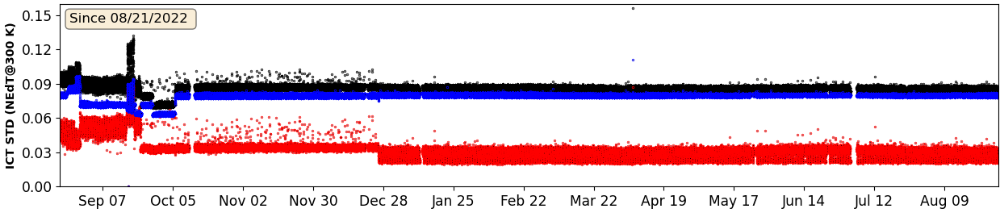 Since 08/21/2022
ICT STD (NEdT@300 K)
0.15
0.12
0.09
0.06
0.03
0.00
Sep 07 Oct 05 Nov 02 Nov 30 Dec 28 Jan 25 Feb 22 Mar 22 Apr 19 May 17 Jun 14 Jul 12 Aug 09